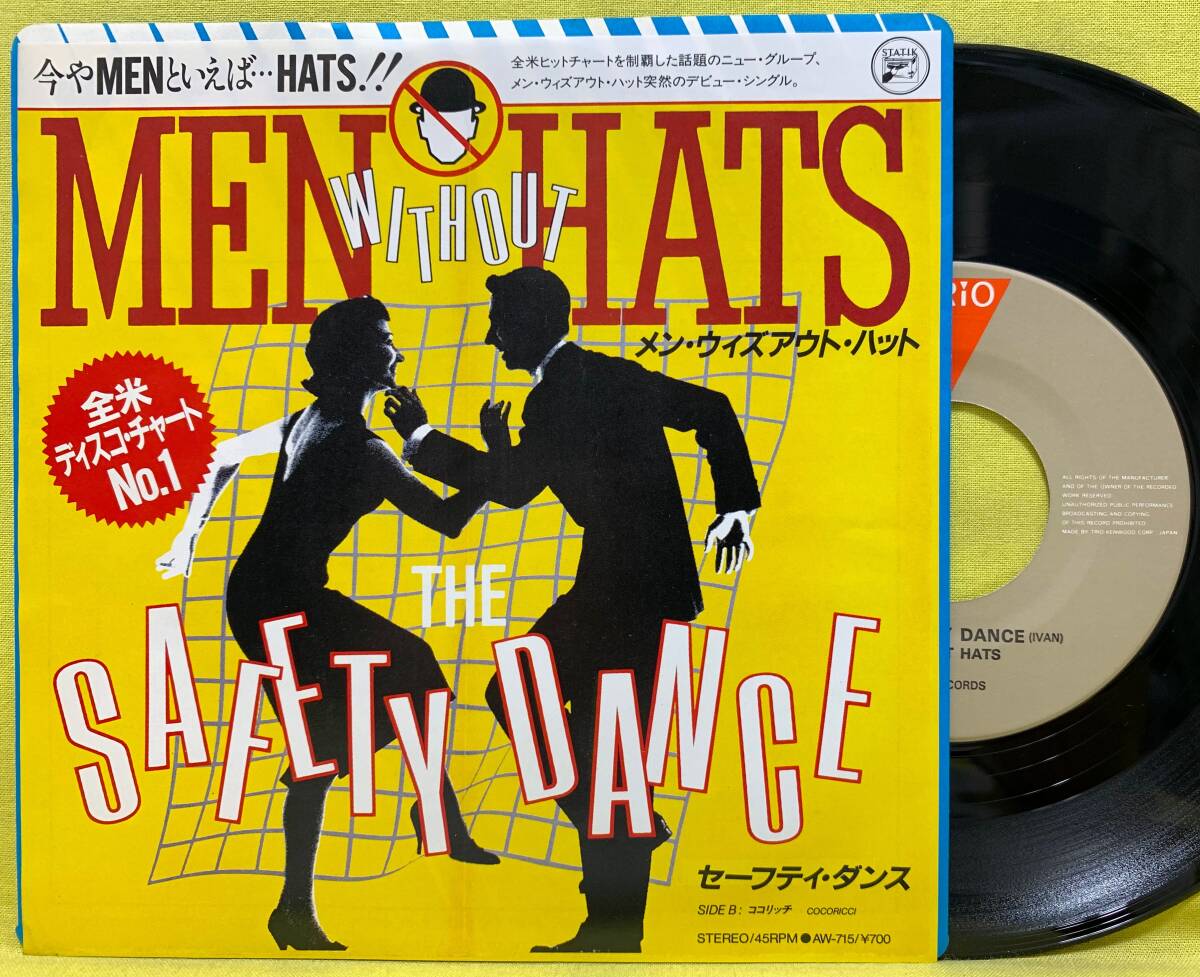 今やMENといえば…HATS.!!
全米ヒットチャートを制覇した話題のニュー・グループ、
メン・ウィズアウト・ハット突然のデビュー・シングル。
STATIK
MEN WITHOUT HATS
メン・ウィズアウト・ハット
全米
ディスコ・チャート
No.1
THE
SAFETY DANCE
セーフティ・ダンス
SIDE B: ココリッチ COCORICCI
STEREO/45RPM●AW-715/¥700
RiO
ALL RIGHTS OF THE MANUFACTURER
AND OF THE OWNER OF THE RECORDED
WORK RESERVED.
UNAUTHORIZED PUBLIC PERFORMANCE
BROADCASTING AND COPYING
OF THIS RECORD PROHIBITED
MADE BY TRIO-KENWOOD CORP. JAPAN
Y DANCE (IVAN)
T HATS
CORDS